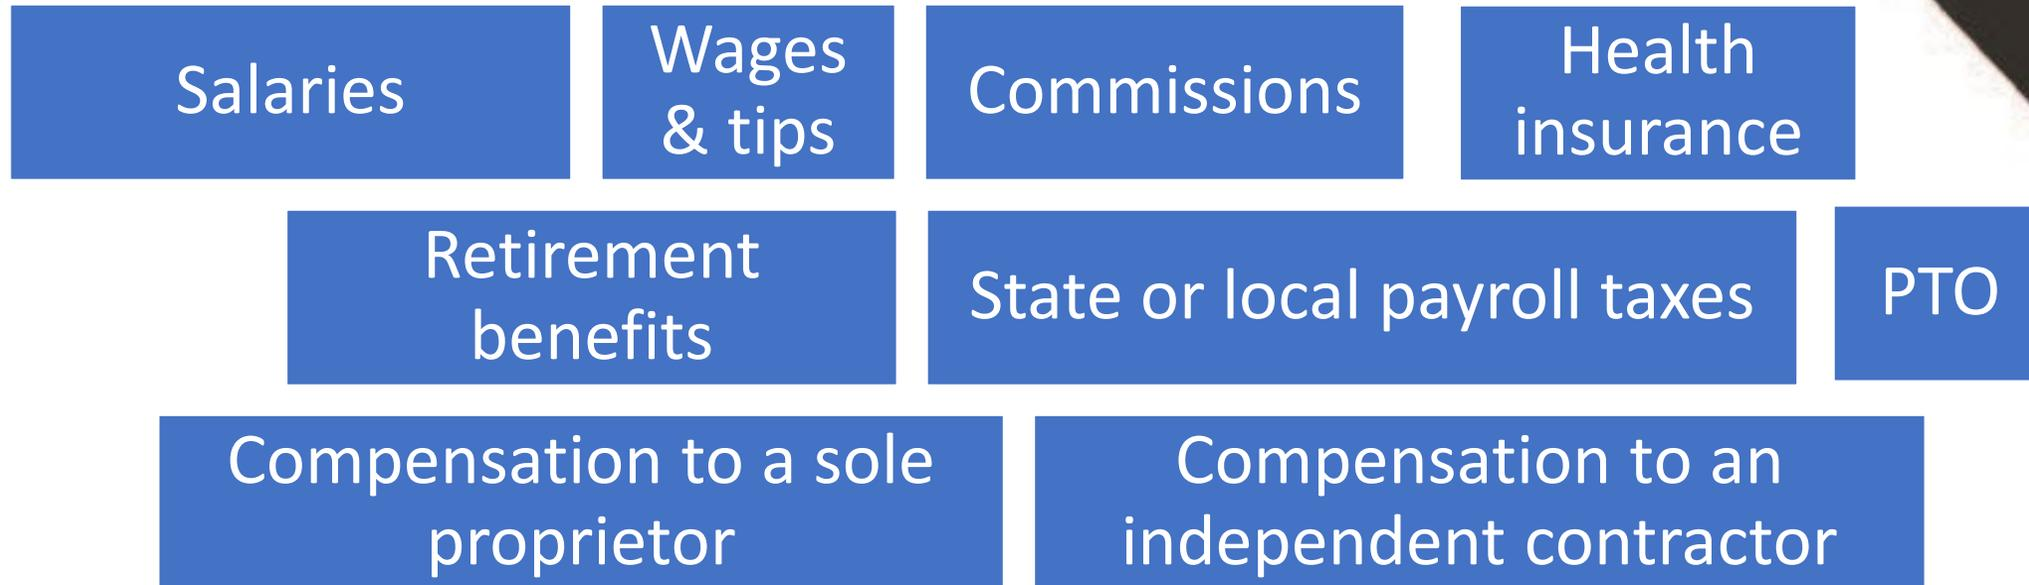 Salaries
Wages
& tips
Commissions
Health
insurance
Retirement
benefits
State or local payroll taxes
PTO
Compensation to a sole
proprietor
Compensation to an
independent contractor